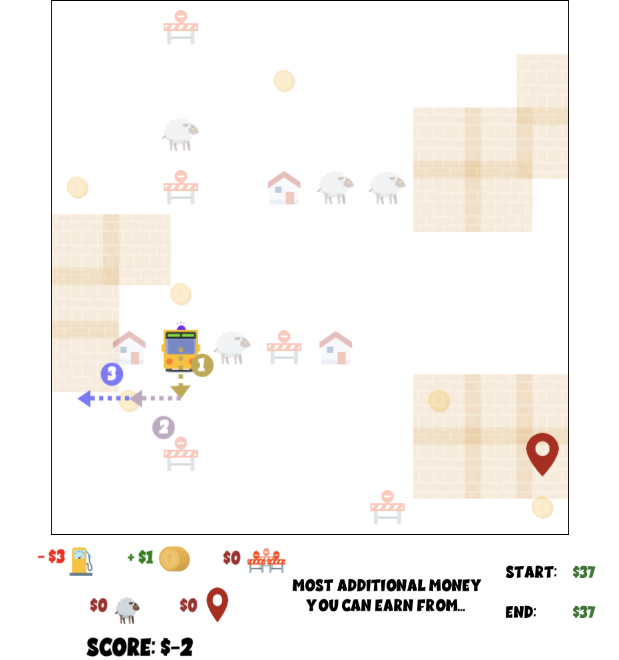 1
3
2
- $3
+ $1
$0
$0
$0
MOST ADDITIONAL MONEY
YOU CAN EARN FROM...
START: $37
END: $37
SCORE: $-2